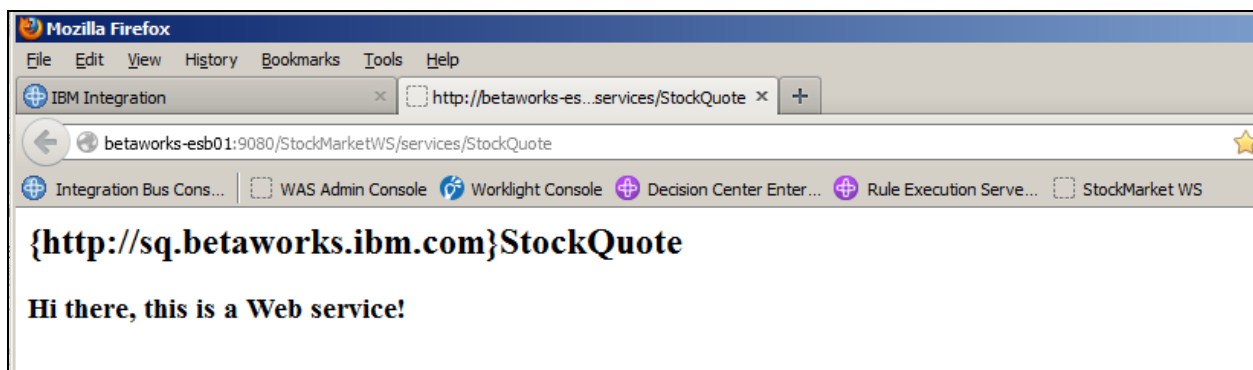 Mozilla Firefox
File Edit View History Bookmarks Tools Help
IBM Integration × http://betaworks-es...services/StockQuote × +
betaworks-esb01:9080/StockMarketWS/services/StockQuote
Integration Bus Cons... WAS Admin Console Worklight Console Decision Center Enter... Rule Execution Serve... StockMarket WS
{http://sq.betaworks.ibm.com}StockQuote
Hi there, this is a Web service!